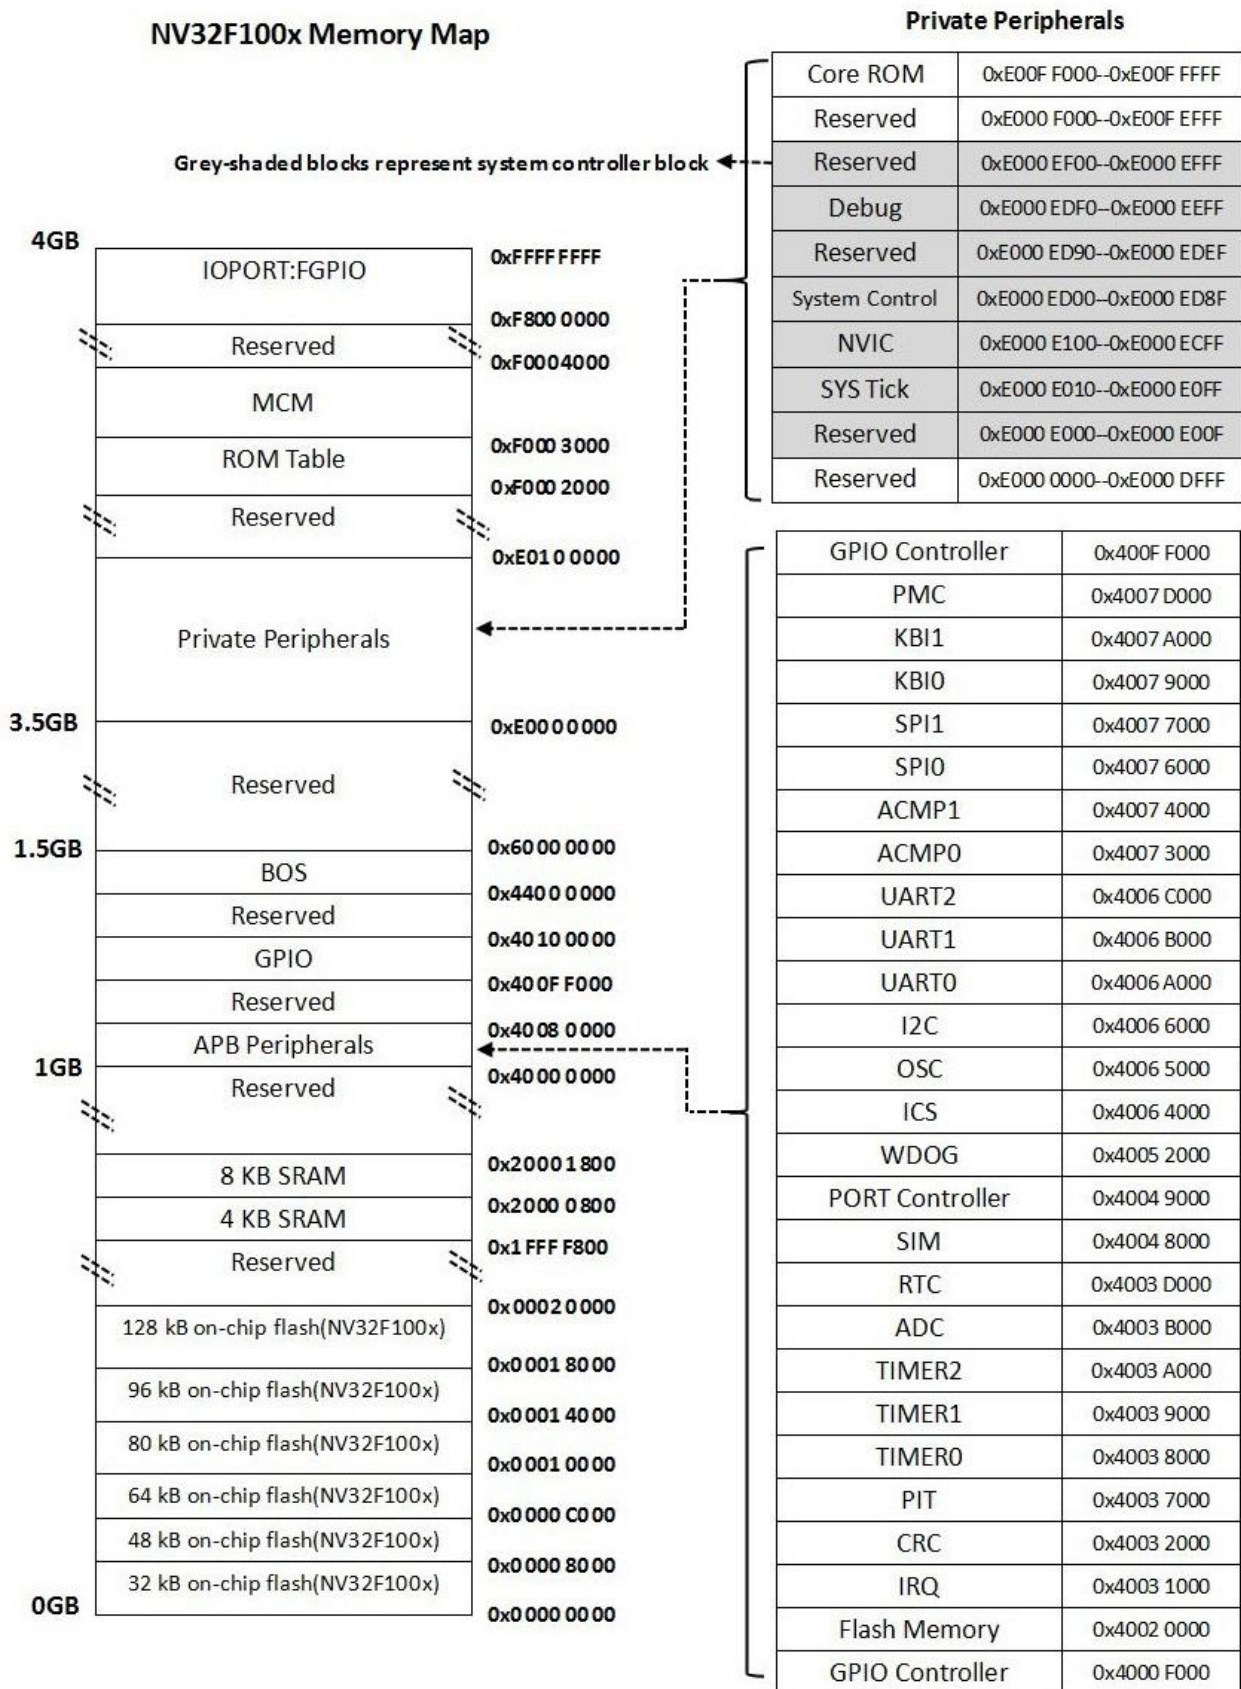 NV32F100x Memory Map
Private Peripherals
Core ROM 0xE00F F000--0xE00F FFFF
Reserved 0xE000 F000--0xE00F EFFF
Grey-shaded blocks represent system controller block
Reserved 0xE000 EF00--0xE000 EFFF
Debug 0xE000 EDF0--0xE000 EEFF
Reserved 0xE000 ED90--0xE000 EDEF
System Control 0xE000 ED00--0xE000 ED8F
NVIC 0xE000 E100--0xE000 ECFF
SYS Tick 0xE000 E010--0xE000 E0FF
Reserved 0xE000 E000--0xE000 E00F
Reserved 0xE000 0000--0xE000 DFFF
4GB
0xFFFF FFFF
IOPORT:FGPIO
0xF800 0000
Reserved
0xF000 4000
MCM
0xF000 3000
ROM Table
0xF000 2000
Reserved
0xE010 0000
Private Peripherals
3.5GB
0xE000 0000
Reserved
1.5GB
0x6000 0000
BOS
0x4400 0000
Reserved
0x4010 0000
GPIO
0x400F F000
Reserved
0x4008 0000
APB Peripherals
1GB
0x4000 0000
Reserved
0x2000 1800
8 KB SRAM
0x2000 0800
4 KB SRAM
0x1FFF F800
Reserved
0x0002 0000
128 kB on-chip flash(NV32F100x)
0x0001 8000
96 kB on-chip flash(NV32F100x)
0x0001 4000
80 kB on-chip flash(NV32F100x)
0x0001 0000
64 kB on-chip flash(NV32F100x)
0x0000 C000
48 kB on-chip flash(NV32F100x)
0x0000 8000
32 kB on-chip flash(NV32F100x)
0GB
0x0000 0000
GPIO Controller 0x400F F000
PMC 0x4007 D000
KBI1 0x4007 A000
KBI0 0x4007 9000
SPI1 0x4007 7000
SPI0 0x4007 6000
ACMP1 0x4007 4000
ACMP0 0x4007 3000
UART2 0x4006 C000
UART1 0x4006 B000
UART0 0x4006 A000
I2C 0x4006 6000
OSC 0x4006 5000
ICS 0x4006 4000
WDOG 0x4005 2000
PORT Controller 0x4004 9000
SIM 0x4004 8000
RTC 0x4003 D000
ADC 0x4003 B000
TIMER2 0x4003 A000
TIMER1 0x4003 9000
TIMER0 0x4003 8000
PIT 0x4003 7000
CRC 0x4003 2000
IRQ 0x4003 1000
Flash Memory 0x4002 0000
GPIO Controller 0x4000 F000